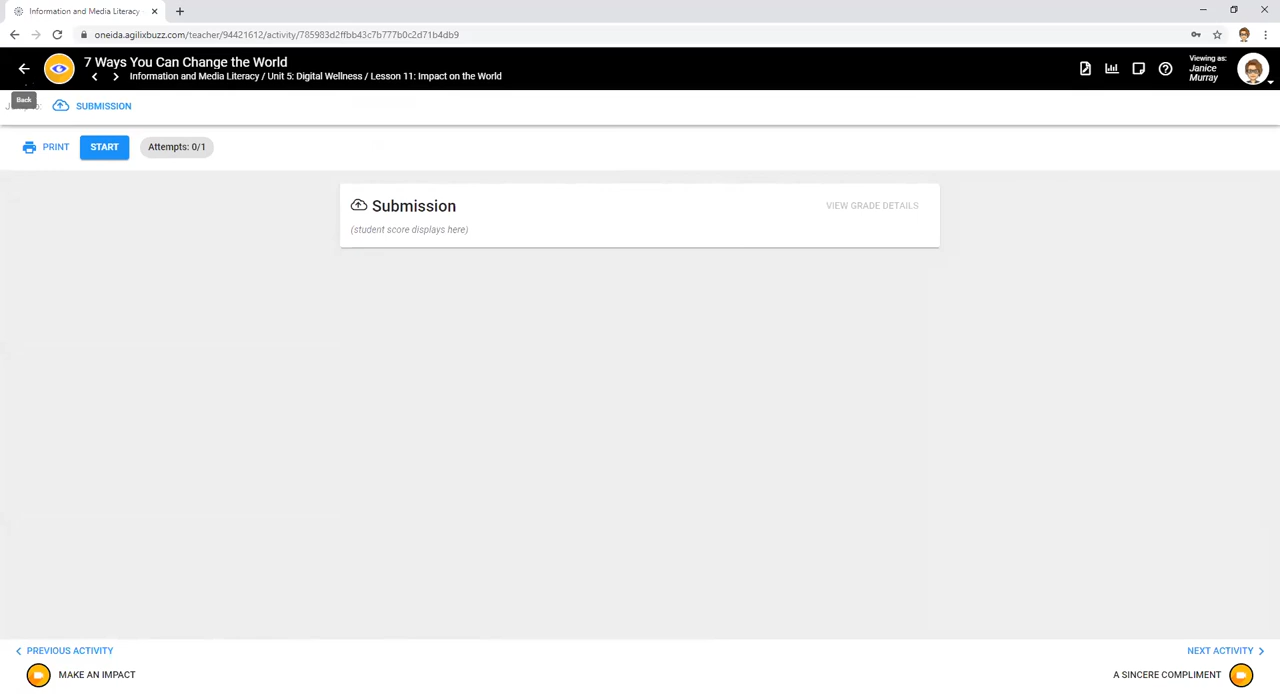 Information and Media Literacy
oneida.agilixbuzz.com/teacher/94421612/activity/785983d2ffbb43c7b777b0c2d71b4db9
7 Ways You Can Change the World
Information and Media Literacy / Unit 5: Digital Wellness / Lesson 11: Impact on the World
Viewing as:
Janice
Murray
Back
SUBMISSION
PRINT
START
Attempts: 0/1
Submission
VIEW GRADE DETAILS
(student score displays here)
PREVIOUS ACTIVITY
NEXT ACTIVITY
MAKE AN IMPACT
A SINCERE COMPLIMENT